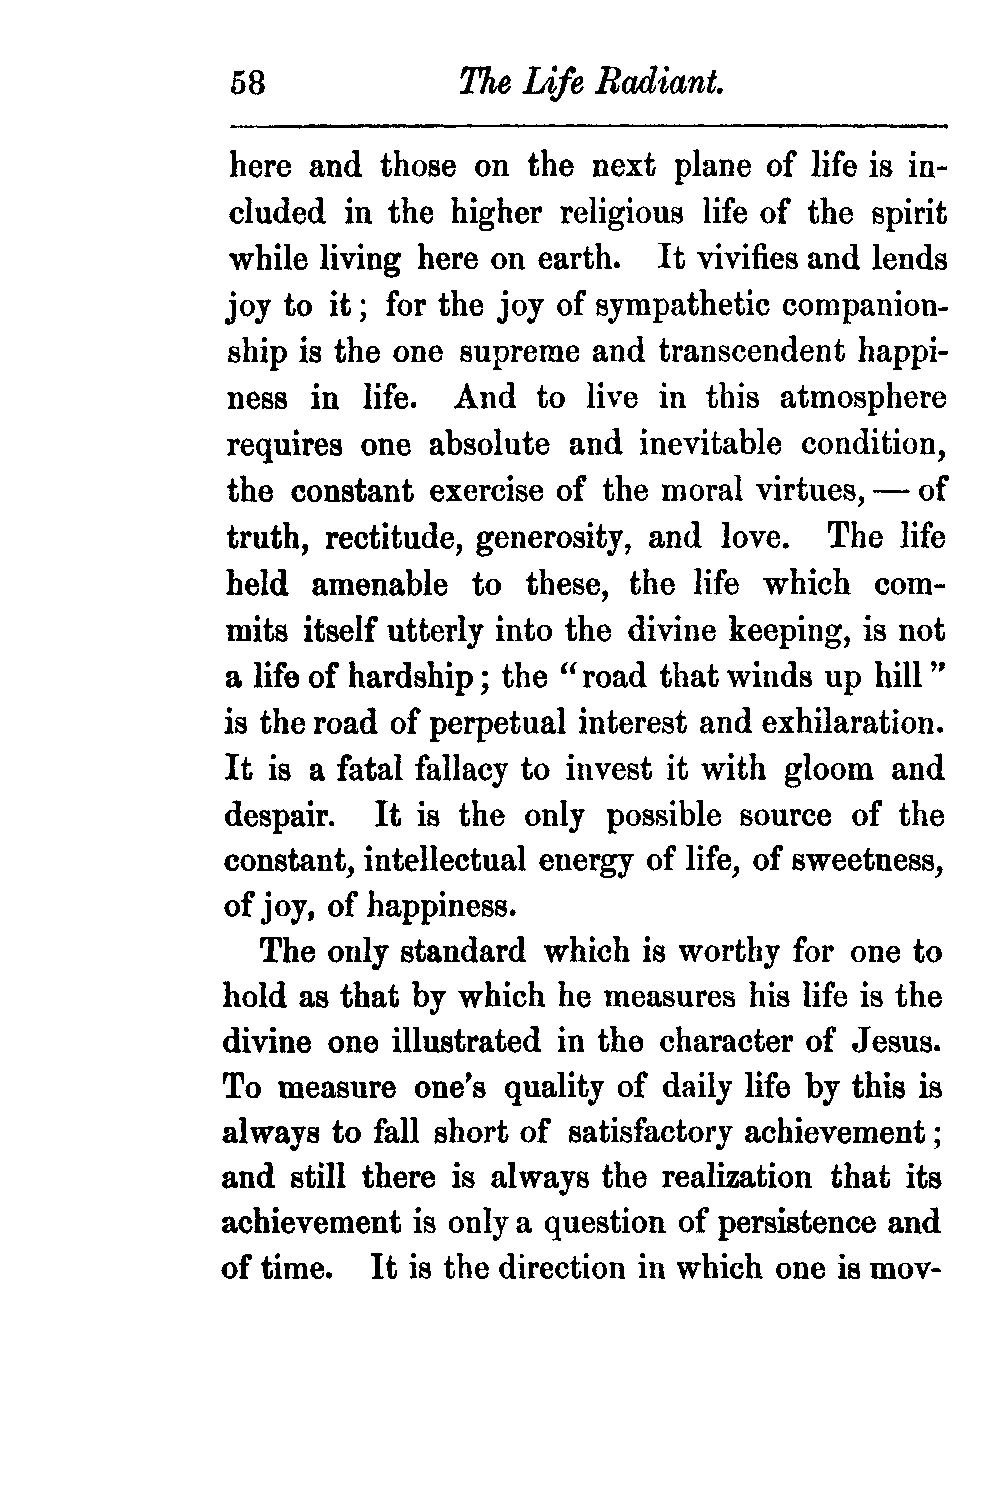 58 The Life Radiant.
here and those on the next plane of life is in-
cluded in the higher religious life of the spirit
while living here on earth. It vivifies and lends
joy to it; for the joy of sympathetic companion-
ship is the one supreme and transcendent happi-
ness in life. And to live in this atmosphere
requires one absolute and inevitable condition,
the constant exercise of the moral virtues, — of
truth, rectitude, generosity, and love. The life
held amenable to these, the life which com-
mits itself utterly into the divine keeping, is not
a life of hardship; the “road that winds up hill”
is the road of perpetual interest and exhilaration.
It is a fatal fallacy to invest it with gloom and
despair. It is the only possible source of the
constant, intellectual energy of life, of sweetness,
of joy, of happiness.
The only standard which is worthy for one to
hold as that by which he measures his life is the
divine one illustrated in the character of Jesus.
To measure one's quality of daily life by this is
always to fall short of satisfactory achievement;
and still there is always the realization that its
achievement is only a question of persistence and
of time. It is the direction in which one is mov-